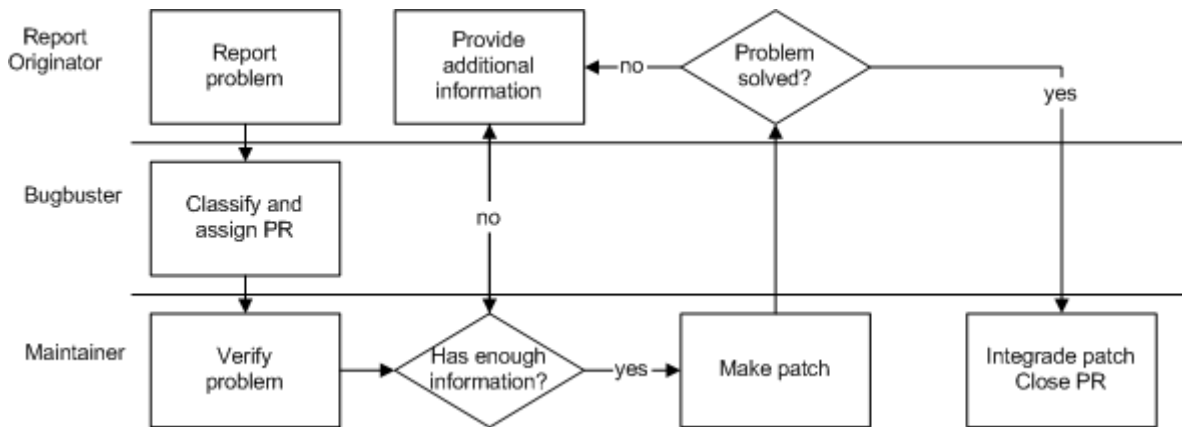 Report
Originator
Report
problem
Provide
additional
information
no
Problem
solved?
yes
Bugbuster
Classify and
assign PR
no
Maintainer
Verify
problem
Has enough
information?
yes
Make patch
Integrade patch
Close PR